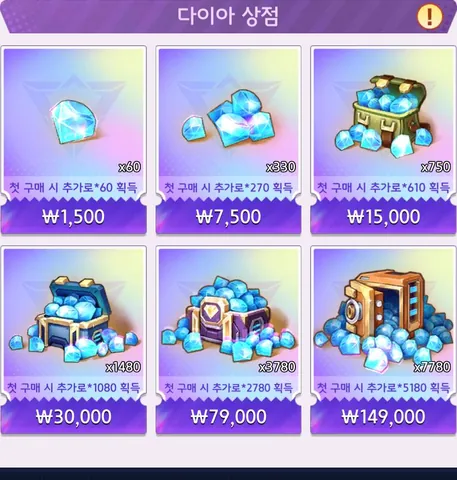 다이아 상점
!
x60
첫 구매 시 추가로*60 획득
₩1,500
x330
첫 구매 시 추가로*270 획득
₩7,500
x750
첫 구매 시 추가로*610 획득
₩15,000
x1480
첫 구매 시 추가로*1080 획득
₩30,000
x3780
첫 구매 시 추가로*2780 획득
₩79,000
x7780
첫 구매 시 추가로*5180 획득
₩149,000